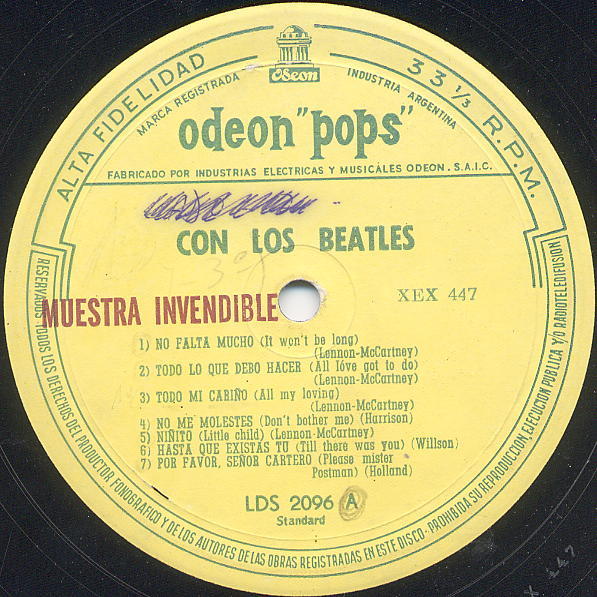 Odeon
ALTA FIDELIDAD
33 1/3 R.P.M.
MARCA REGISTRADA
INDUSTRIA ARGENTINA
odeon "pops"
FABRICADO POR INDUSTRIAS ELECTRICAS Y MUSICALES ODEON. S.A.I.C.
CON LOS BEATLES
MUESTRA INVENDIBLE
XEX 447
1) NO FALTA MUCHO (It won't be long)
(Lennon-McCartney)
2) TODO LO QUE DEBO HACER (All lóve got to do)
(Lennon-McCartney)
3) TODO MI CARIÑO (All my loving)
(Lennon-McCartney)
4) NO ME MOLESTES (Don't bother me) (Harrison)
5) NIÑITO (Little child) (Lennon-McCartney)
6) HASTA QUE EXISTAS TU (Till there was you) (Willson)
7) POR FAVOR, SEÑOR CARTERO (Please mister
Postman) (Holland)
LDS 2096 A
Standard
RESERVADOS TODOS LOS DERECHOS DEL PRODUCTOR FONOGRAFICO Y DE LOS AUTORES DE LAS OBRAS REGISTRADAS EN ESTE DISCO - PROHIBIDA SU REPRODUCCION, EJECUCION PUBLICA Y/O RADIOTELEDIFUSION
X 447